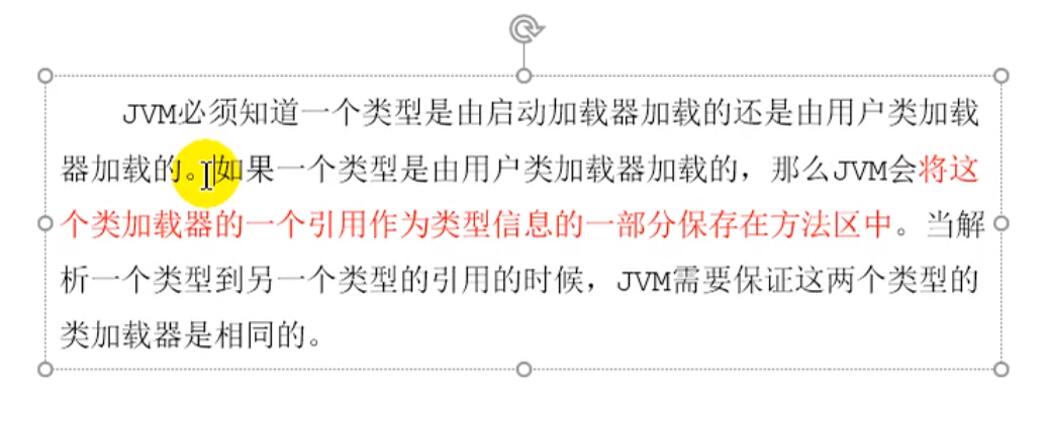 JVM必须知道一个类型是由启动加载器加载的还是由用户类加载
器加载的。如果一个类型是由用户类加载器加载的，那么JVM会将这
个类加载器的一个引用作为类型信息的一部分保存在方法区中。当解
析一个类型到另一个类型的引用的时候，JVM需要保证这两个类型的
类加载器是相同的。